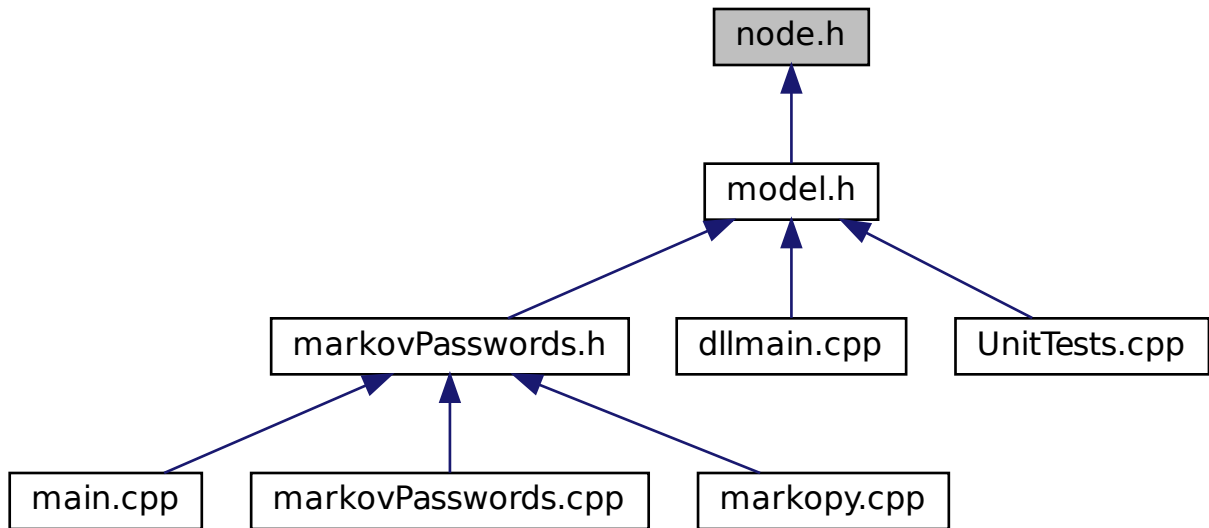 node.h
model.h
markovPasswords.h
dllmain.cpp
UnitTests.cpp
main.cpp
markovPasswords.cpp
markopy.cpp